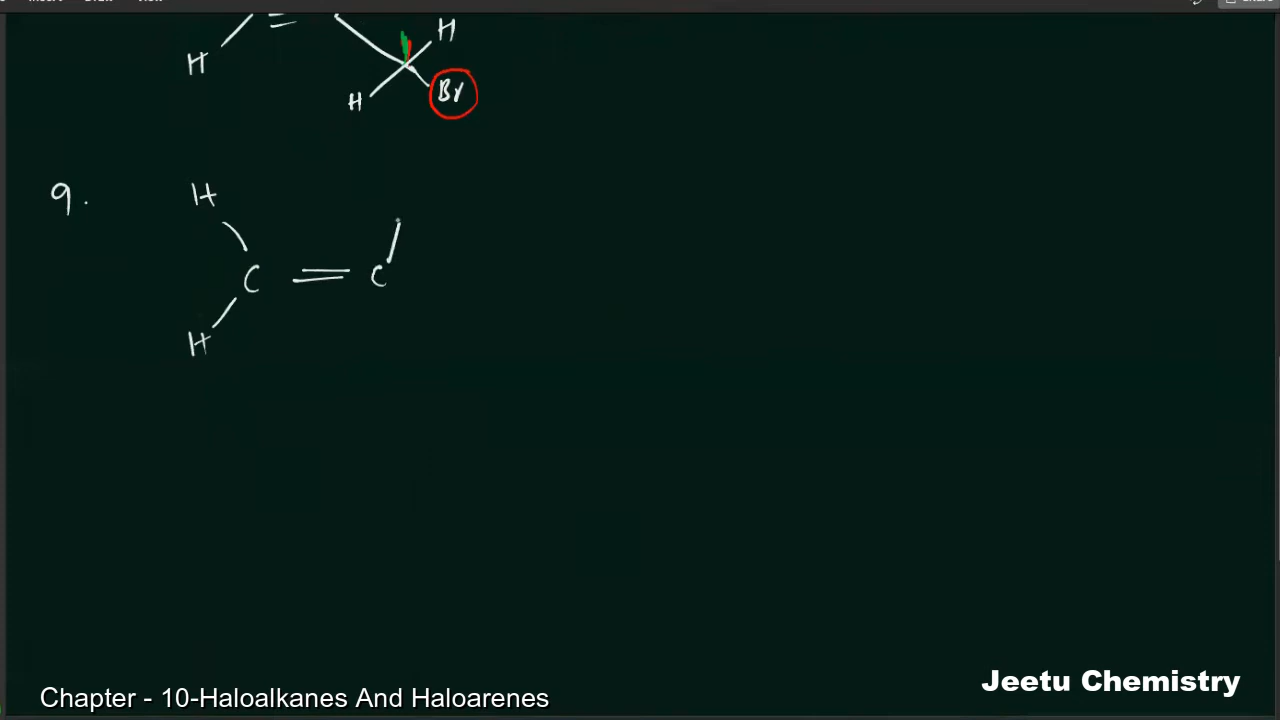 H
H
H
Br
9.
H
C = C
H
Jeetu Chemistry
Chapter - 10-Haloalkanes And Haloarenes